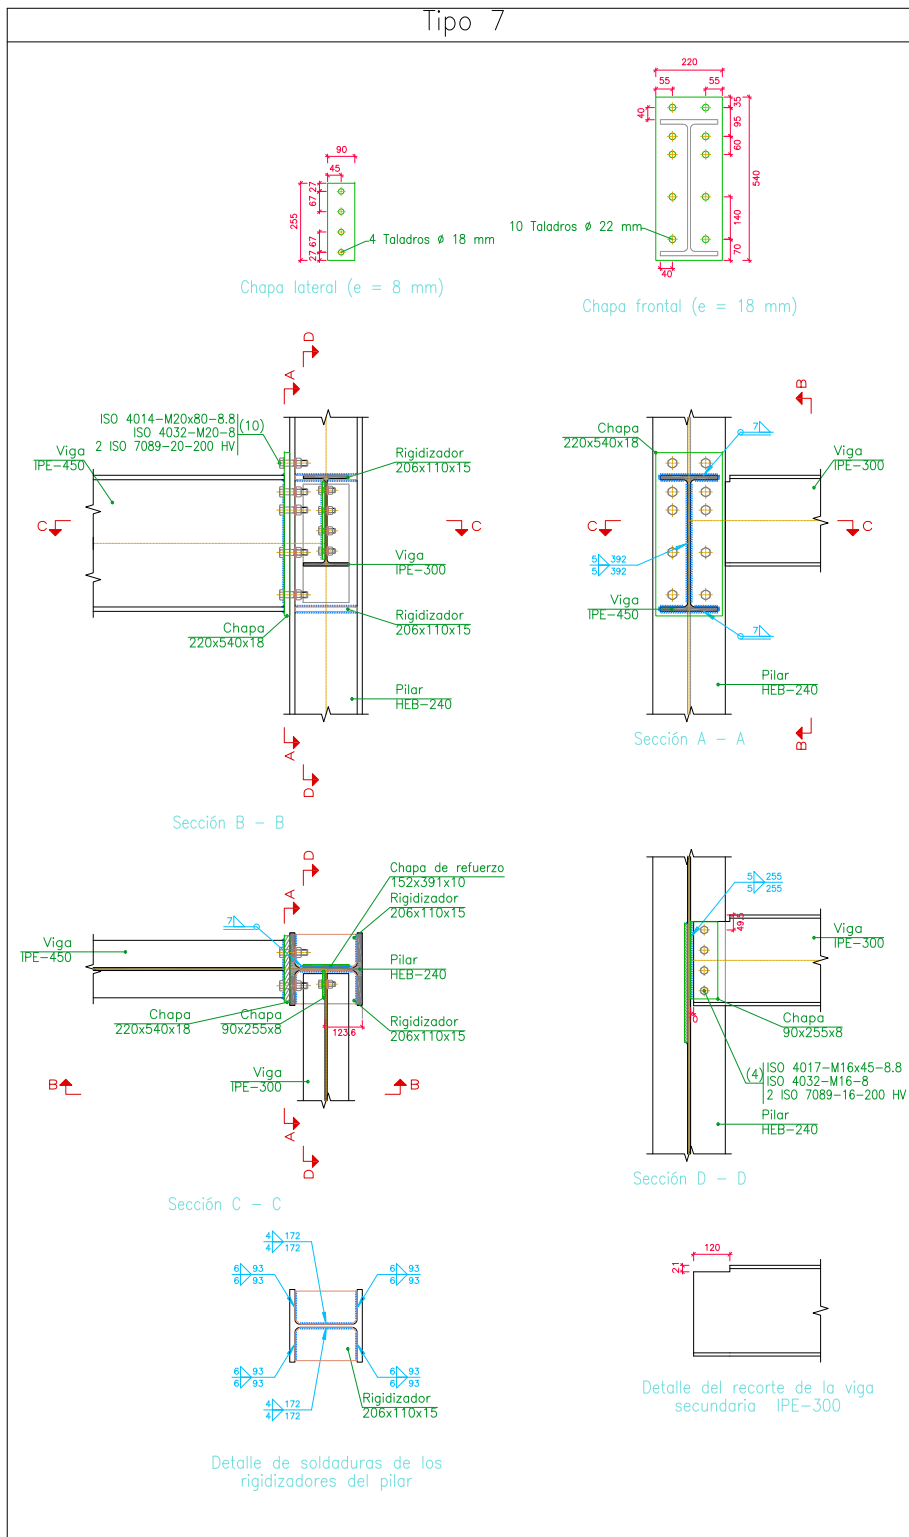 Tipo 7
220
55
55
40
35
95
60
540
140
70
40
10 Taladros ø 22 mm
Chapa frontal (e = 18 mm)
90
45
27
67
255
67
27
4 Taladros ø 18 mm
Chapa lateral (e = 8 mm)
D
A
ISO 4014-M20x80-8.8
ISO 4032-M20-8
2 ISO 7089-20-200 HV
(10)
Viga
IPE-450
Rigidizador
206x110x15
C
C
Viga
IPE-300
Chapa
220x540x18
Rigidizador
206x110x15
Pilar
HEB-240
A
D
Sección B - B
B
Chapa
220x540x18
7
Viga
IPE-300
C
C
5 392
5 392
Viga
IPE-450
7
Pilar
HEB-240
B
Sección A - A
D
A
Chapa de refuerzo
152x391x10
Rigidizador
206x110x15
7
Viga
IPE-450
Pilar
HEB-240
Chapa
220x540x18
Chapa
90x255x8
123.6
Rigidizador
206x110x15
Viga
IPE-300
B
B
A
D
Sección C - C
5 255
5 255
49.5
Viga
IPE-300
Chapa
90x255x8
0
(4)
ISO 4017-M16x45-8.8
ISO 4032-M16-8
2 ISO 7089-16-200 HV
Pilar
HEB-240
Sección D - D
4 172
4 172
6 93
6 93
6 93
6 93
6 93
6 93
6 93
6 93
4 172
4 172
Rigidizador
206x110x15
Detalle de soldaduras de los
rigidizadores del pilar
120
21
Detalle del recorte de la viga
secundaria IPE-300